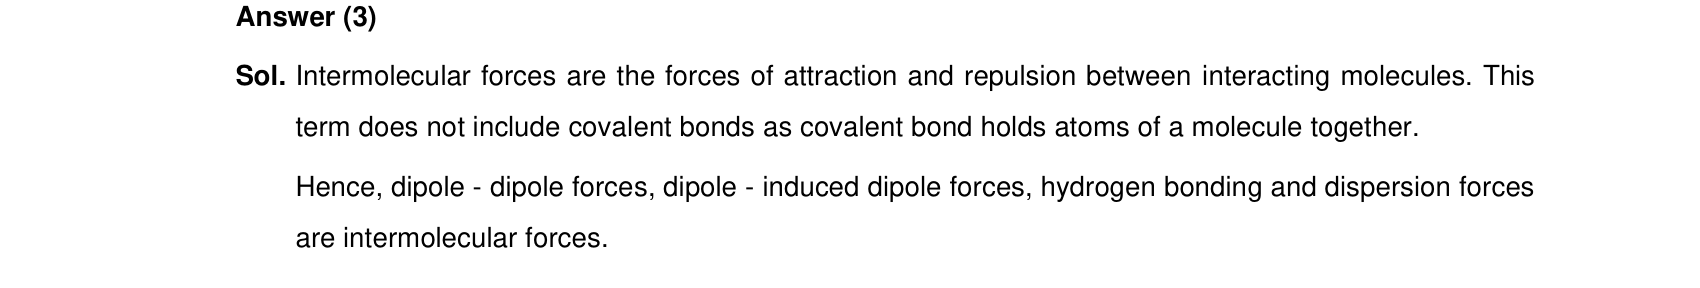 Answer (3)
Sol. Intermolecular forces are the forces of attraction and repulsion between interacting molecules. This
term does not include covalent bonds as covalent bond holds atoms of a molecule together.
Hence, dipole - dipole forces, dipole - induced dipole forces, hydrogen bonding and dispersion forces
are intermolecular forces.